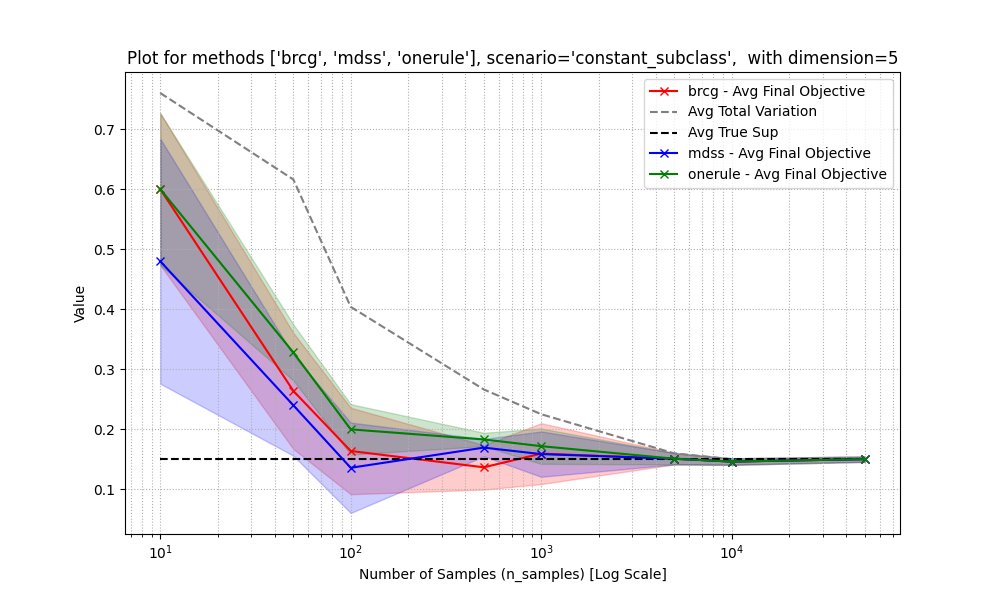 Plot for methods ['brcg', 'mdss', 'onerule'], scenario='constant_subclass',  with dimension=5
brcg - Avg Final Objective
Avg Total Variation
Avg True Sup
mdss - Avg Final Objective
onerule - Avg Final Objective
Value
0.7
0.6
0.5
0.4
0.3
0.2
0.1
10¹
10²
10³
10⁴
Number of Samples (n_samples) [Log Scale]